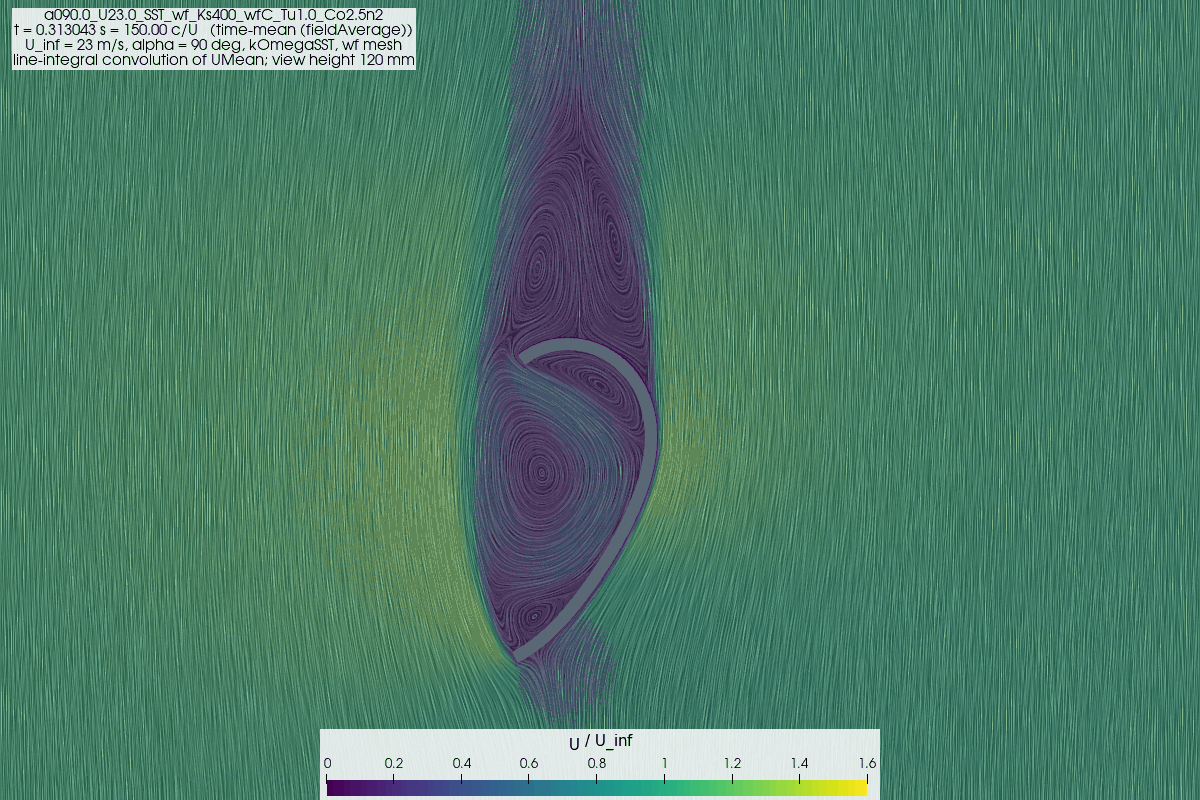 a090.0_U23.0_SST_wf_Ks400_wfC_Tu1.0_Co2.5n2
t = 0.313043 s = 150.00 c/U (time-mean (fieldAverage))
U_inf = 23 m/s, alpha = 90 deg, kOmegaSST, wf mesh
line-integral convolution of UMean; view height 120 mm
U / U_inf
0 0.2 0.4 0.6 0.8 1 1.2 1.4 1.6